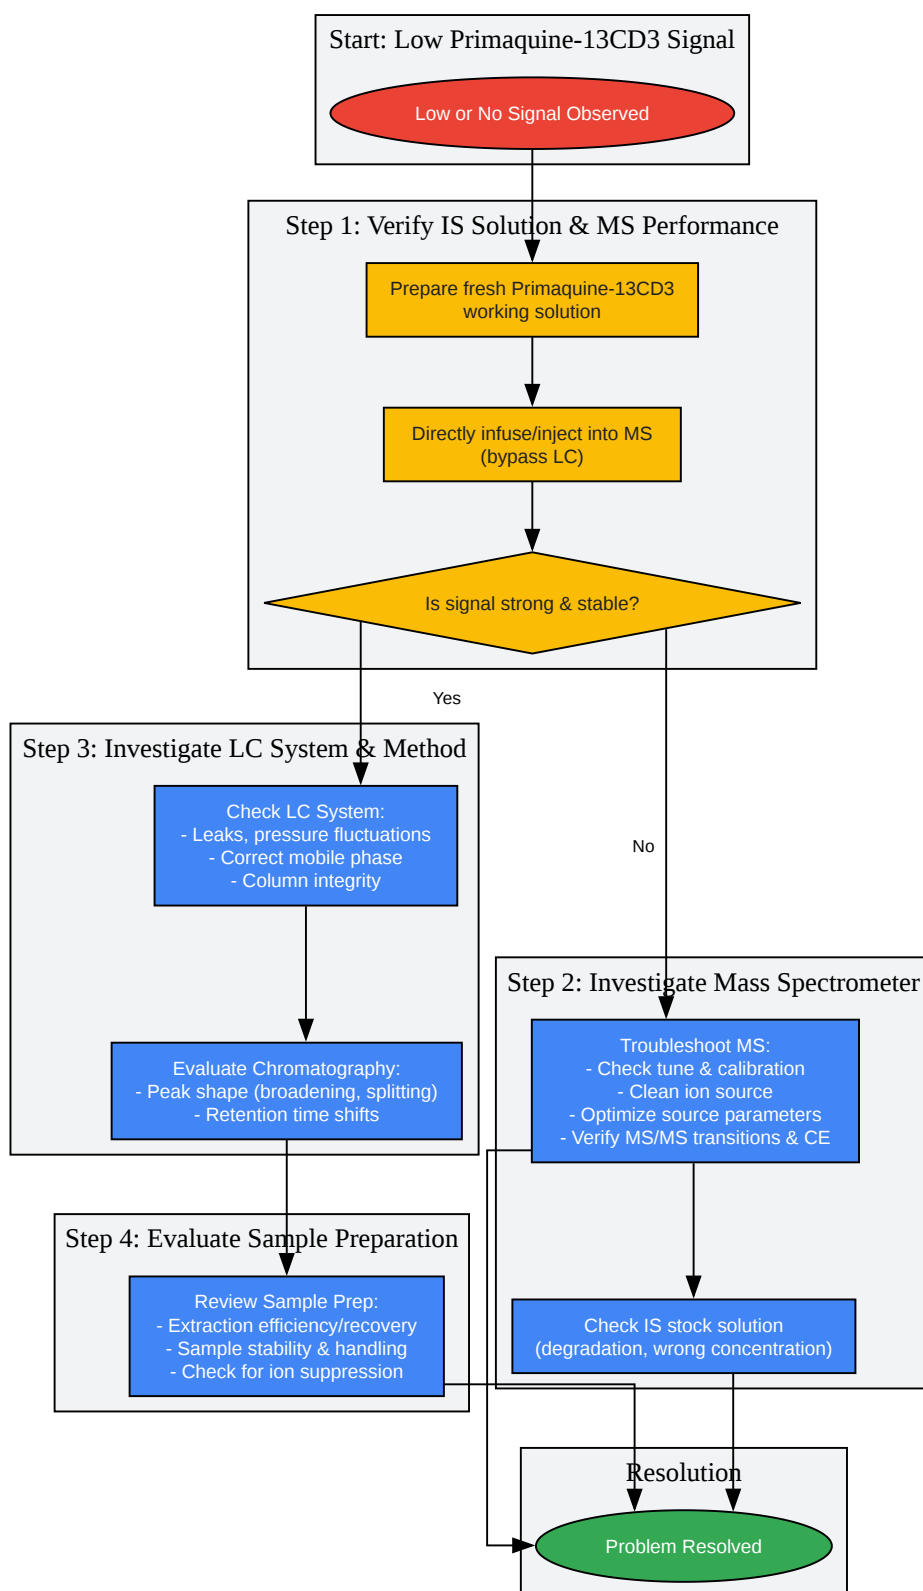 Start: Low Primaquine-13CD3 Signal
Low or No Signal Observed
Step 1: Verify IS Solution & MS Performance
Prepare fresh Primaquine-13CD3
working solution
Directly infuse/inject into MS
(bypass LC)
Is signal strong & stable?
Yes
No
Step 3: Investigate LC System & Method
Check LC System:
- Leaks, pressure fluctuations
- Correct mobile phase
- Column integrity
Evaluate Chromatography:
- Peak shape (broadening, splitting)
- Retention time shifts
Step 2: Investigate Mass Spectrometer
Troubleshoot MS:
- Check tune & calibration
- Clean ion source
- Optimize source parameters
- Verify MS/MS transitions & CE
Step 4: Evaluate Sample Preparation
Review Sample Prep:
- Extraction efficiency/recovery
- Sample stability & handling
- Check for ion suppression
Check IS stock solution
(degradation, wrong concentration)
Resolution
Problem Resolved